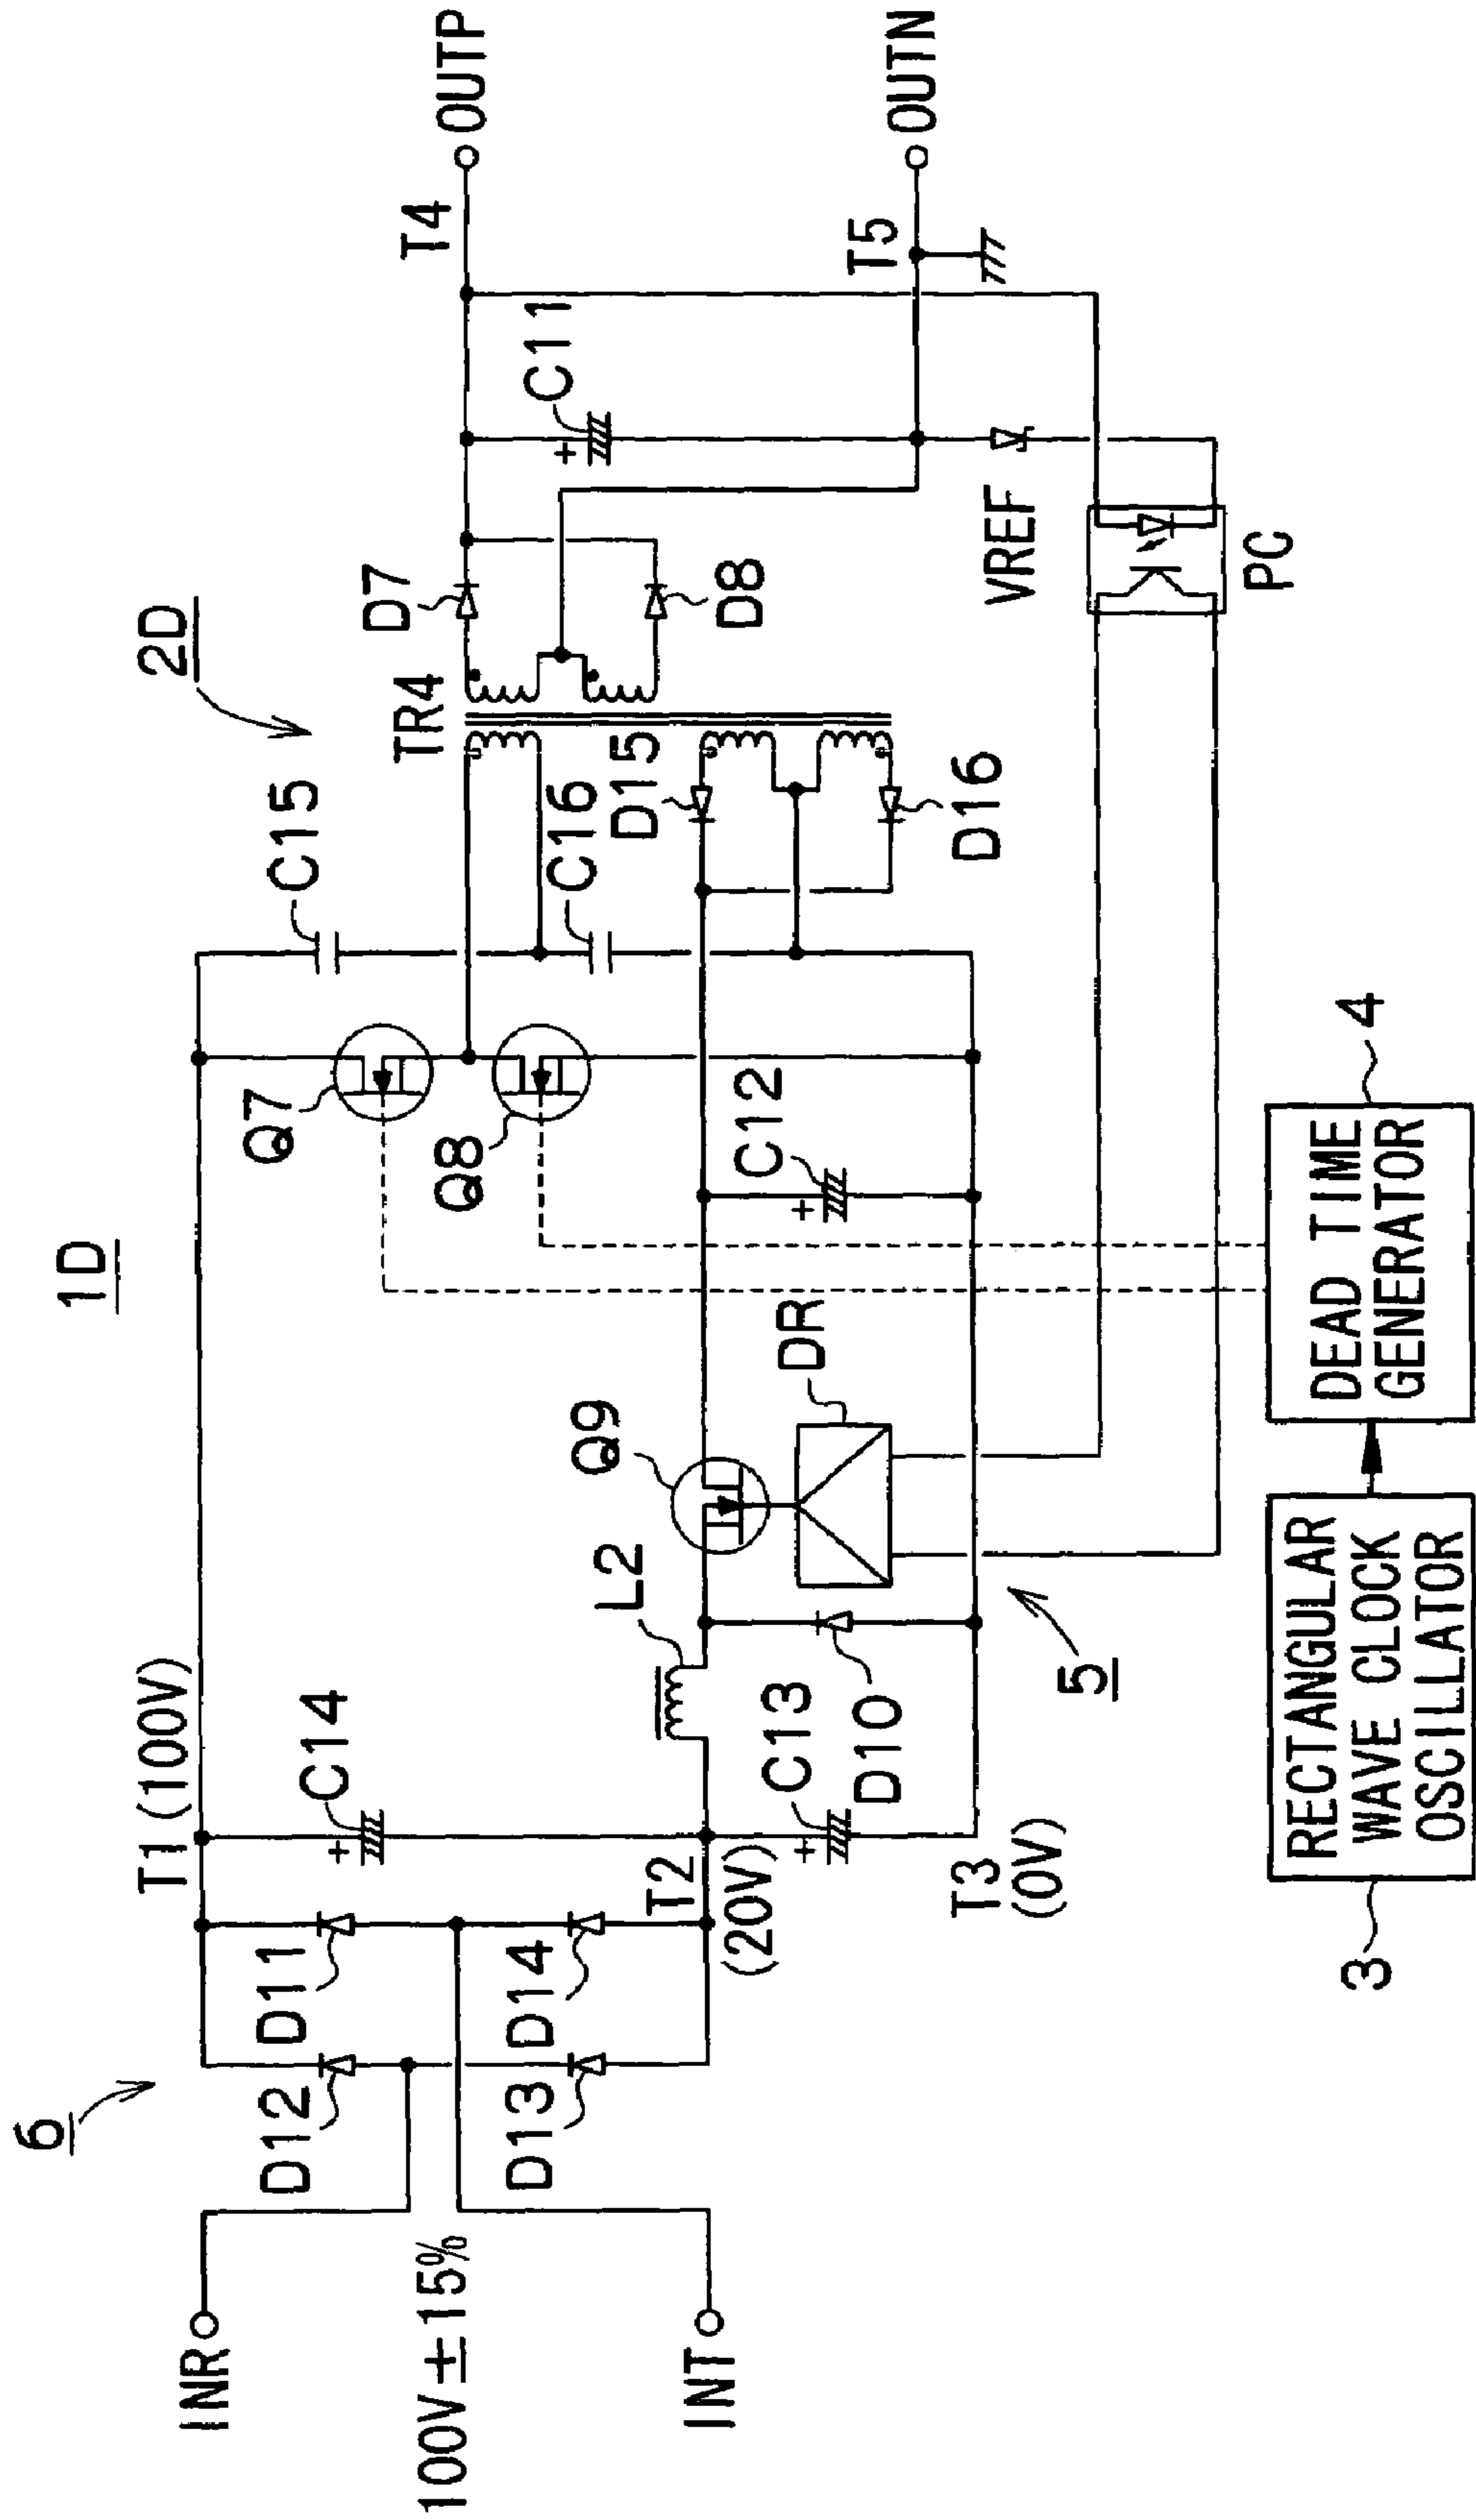 1D
2D
6
INR
100V±15%
INT
D12
D11
D13
D14
T1 (100V)
C14
T2
(20V)
C13
D10
T3
(0V)
L2
Q9
DR
5
Q7
Q8
C12
C15
C16
TR4
D15
D16
D7
D8
C11
+
+
+
+
VREF
PC
T4
T5
OUTP
OUTN
3
RECTANGULAR
WAVE CLOCK
OSCILLATOR
4
DEAD TIME
GENERATOR